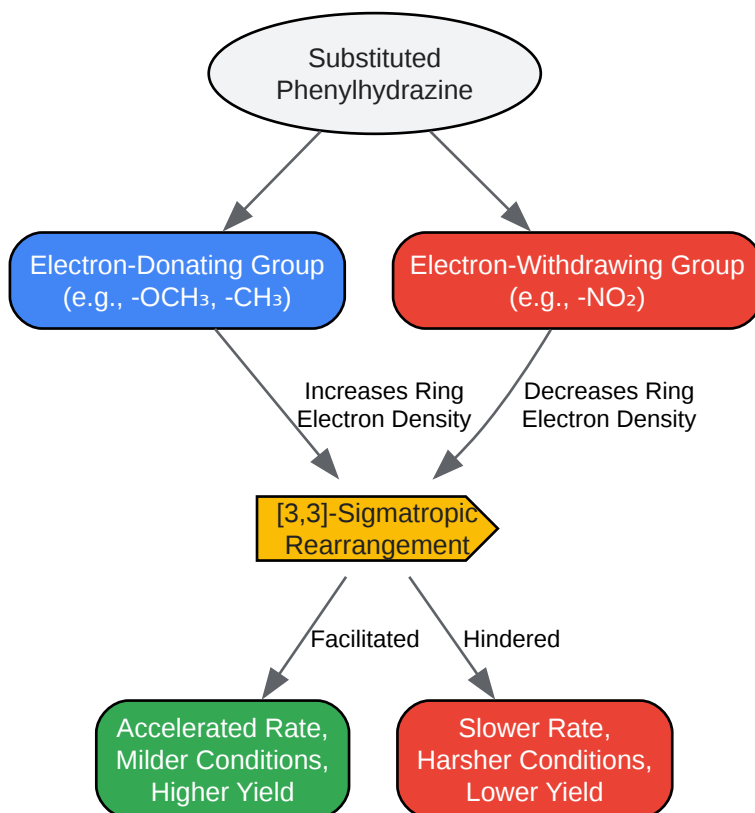 Substituted
Phenylhydrazine
Electron-Donating Group
(e.g., -OCH₃, -CH₃)
Electron-Withdrawing Group
(e.g., -NO₂)
Increases Ring
Electron Density
Decreases Ring
Electron Density
[3,3]-Sigmatropic
Rearrangement
Facilitated
Hindered
Accelerated Rate,
Milder Conditions,
Higher Yield
Slower Rate,
Harsher Conditions,
Lower Yield